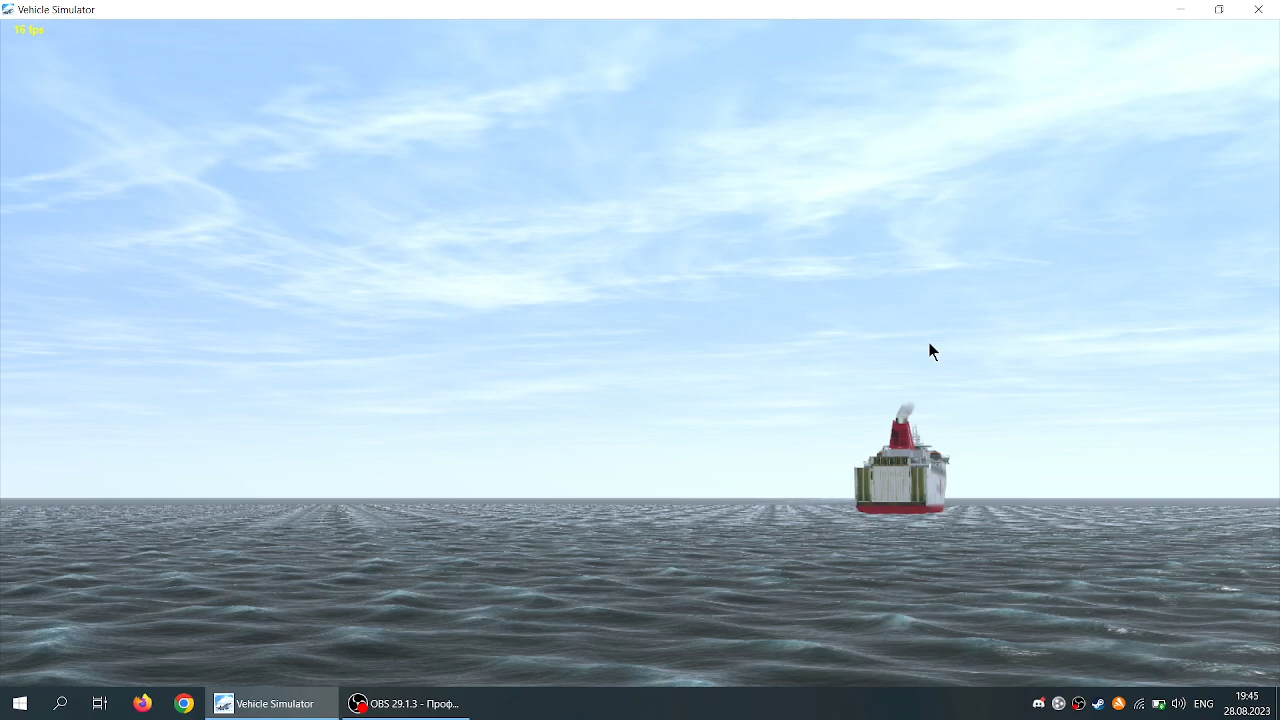 Vehicle Simulator
16 fps
Vehicle Simulator
OBS 29.1.3 - Проф...
ENG
19:45
28.08.2023